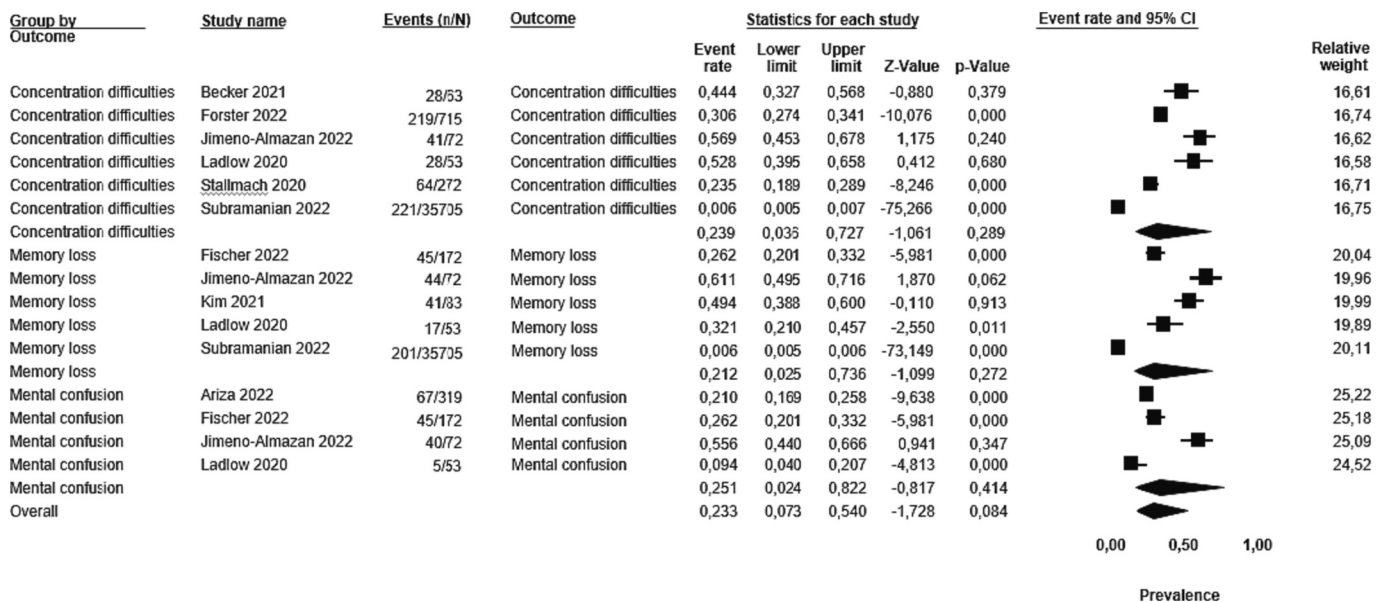 Group by Study name Events (n/N) Outcome Statistics for each study Event rate and 95% CI
Outcome
Event Lower Upper Relative
rate limit limit Z-Value p-Value weight
Concentration difficulties Becker 2021 28/63 Concentration difficulties 0,444 0,327 0,568 -0,880 0,379 16,61
Concentration difficulties Forster 2022 219/715 Concentration difficulties 0,306 0,274 0,341 -10,076 0,000 16,74
Concentration difficulties Jimeno-Almazan 2022 41/72 Concentration difficulties 0,569 0,453 0,678 1,175 0,240 16,62
Concentration difficulties Ladlow 2020 28/53 Concentration difficulties 0,528 0,395 0,658 0,412 0,680 16,58
Concentration difficulties Stallmach 2020 64/272 Concentration difficulties 0,235 0,189 0,289 -8,246 0,000 16,71
Concentration difficulties Subramanian 2022 221/35705 Concentration difficulties 0,006 0,005 0,007 -75,266 0,000 16,75
Concentration difficulties 0,239 0,036 0,727 -1,061 0,289
Memory loss Fischer 2022 45/172 Memory loss 0,262 0,201 0,332 -5,981 0,000 20,04
Memory loss Jimeno-Almazan 2022 44/72 Memory loss 0,611 0,495 0,716 1,870 0,062 19,96
Memory loss Kim 2021 41/83 Memory loss 0,494 0,388 0,600 -0,110 0,913 19,99
Memory loss Ladlow 2020 17/53 Memory loss 0,321 0,210 0,457 -2,550 0,011 19,89
Memory loss Subramanian 2022 201/35705 Memory loss 0,006 0,005 0,006 -73,149 0,000 20,11
Memory loss 0,212 0,025 0,736 -1,099 0,272
Mental confusion Ariza 2022 67/319 Mental confusion 0,210 0,169 0,258 -9,638 0,000 25,22
Mental confusion Fischer 2022 45/172 Mental confusion 0,262 0,201 0,332 -5,981 0,000 25,18
Mental confusion Jimeno-Almazan 2022 40/72 Mental confusion 0,556 0,440 0,666 0,941 0,347 25,09
Mental confusion Ladlow 2020 5/53 Mental confusion 0,094 0,040 0,207 -4,813 0,000 24,52
Mental confusion 0,251 0,024 0,822 -0,817 0,414
Overall 0,233 0,073 0,540 -1,728 0,084
0,00 0,50 1,00
Prevalence